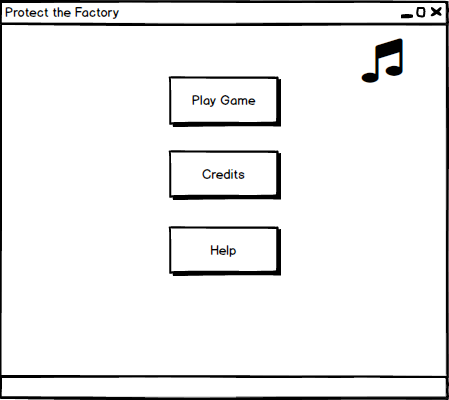 Protect the Factory
Play Game
Credits
Help